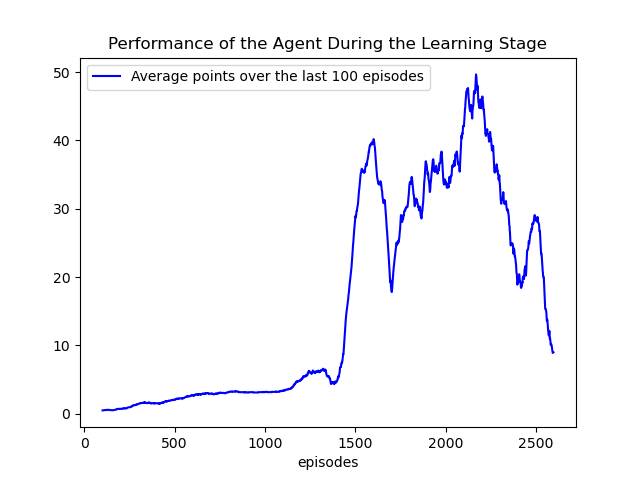 Performance of the Agent During the Learning Stage
Average points over the last 100 episodes
50
40
30
20
10
0
0 500 1000 1500 2000 2500
episodes